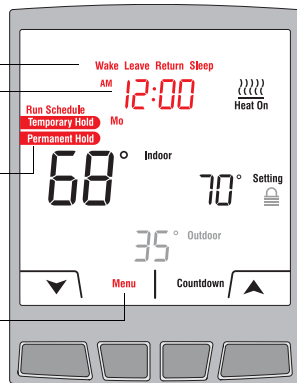 Wake Leave Return Sleep
AM 12:00
Heat On
Run Schedule
Temporary Hold Mo
Permanent Hold
68° Indoor
70° Setting
35° Outdoor
Menu Countdown